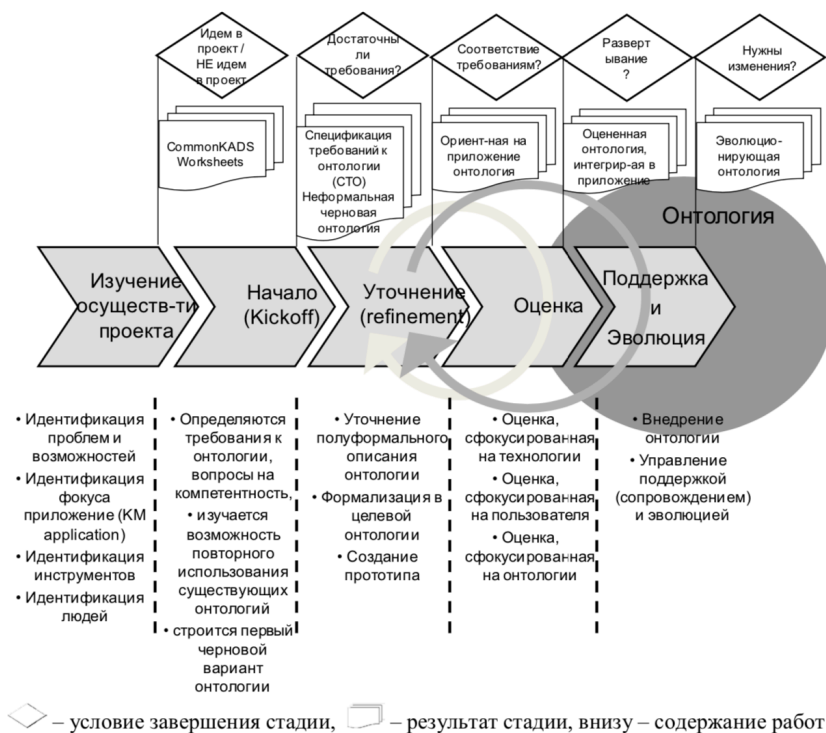 Идем в
проект /
НЕ идем
в проект
Достаточны
ли
требования?
Соответствие
требованиям?
Разверт
ывание
?
Нужны
изменения?
CommonKADS
Worksheets
Спецификация
требований к
онтологии
(СТО)
Неформальная
черновая
онтология
Ориент-ная на
приложение
онтология
Оцененная
онтология,
интегрир-ая в
приложение
Эволюцио-
нирующая
онтология
Онтология
Изучение
осуществ-ти
проекта
Начало
(Kickoff)
Уточнение
(refinement)
Оценка
Поддержка
и
Эволюция
• Идентификация
проблем и
возможностей
• Идентификация
фокуса
приложение (KM
application)
• Идентификация
инструментов
• Идентификация
людей
• Определяются
требования к
онтологии,
вопросы на
компетентность,
• изучается
возможность
повторного
использования
существующих
онтологий
• строится первый
черновой
вариант
онтологии
• Уточнение
полуформального
описания
онтологии
• Формализация в
целевой
онтологии
• Создание
прототипа
• Оценка,
сфокусированная
на технологии
• Оценка,
сфокусированная
на пользователя
• Оценка,
сфокусированная
на онтологии
• Внедрение
онтологии
• Управление
поддержкой
(сопровождением)
и эволюцией
– условие завершения стадии, – результат стадии, внизу – содержание работ